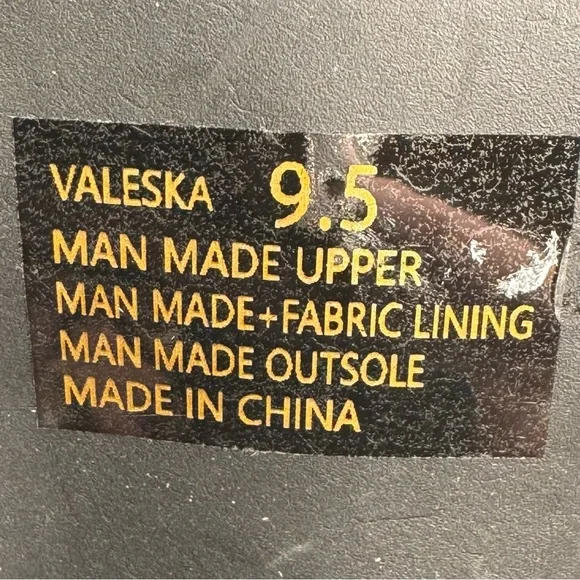 VALESKA 9.5
MAN MADE UPPER
MAN MADE+FABRIC LINING
MAN MADE OUTSOLE
MADE IN CHINA